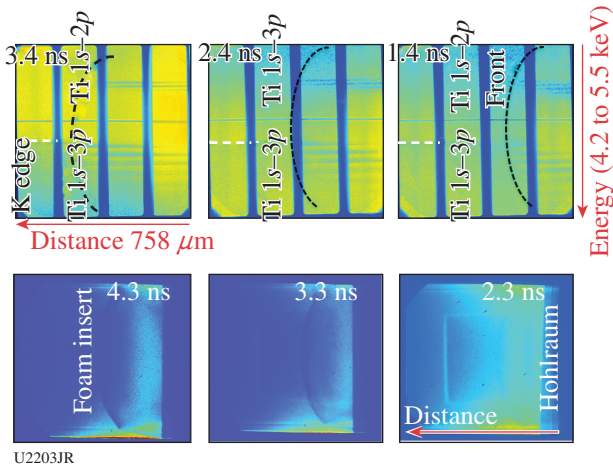 3.4 ns
Ti 1s–2p
K edge
Ti 1s–3p
2.4 ns
Ti 1s–3p
Ti 1s–3p
1.4 ns
Ti 1s–2p
Front
Ti 1s–3p
Energy (4.2 to 5.5 keV)
Distance 758 μm
4.3 ns
Foam insert
3.3 ns
2.3 ns
Hohlraum
Distance
U2203JR